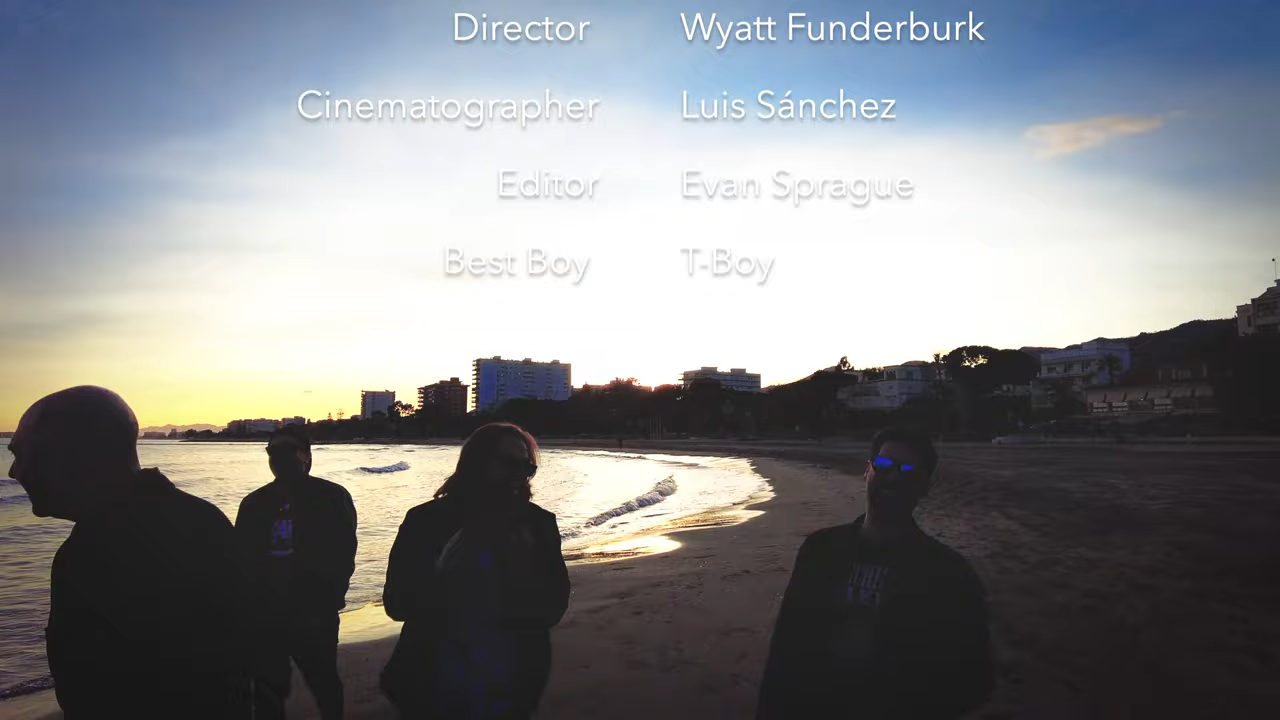 Director Wyatt Funderburk
Cinematographer Luis Sánchez
Editor Evan Sprague
Best Boy T-Boy